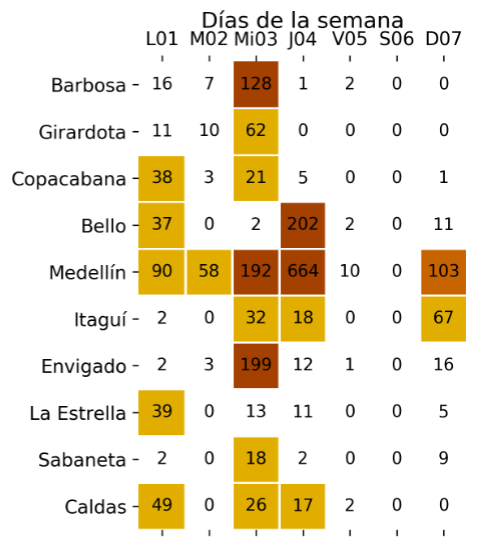 Días de la semana
L01 M02 Mi03 J04 V05 S06 D07
Barbosa 16 7 128 1 2 0 0
Girardota 11 10 62 0 0 0 0
Copacabana 38 3 21 5 0 0 1
Bello 37 0 2 202 2 0 11
Medellín 90 58 192 664 10 0 103
Itaguí 2 0 32 18 0 0 67
Envigado 2 3 199 12 1 0 16
La Estrella 39 0 13 11 0 0 5
Sabaneta 2 0 18 2 0 0 9
Caldas 49 0 26 17 2 0 0